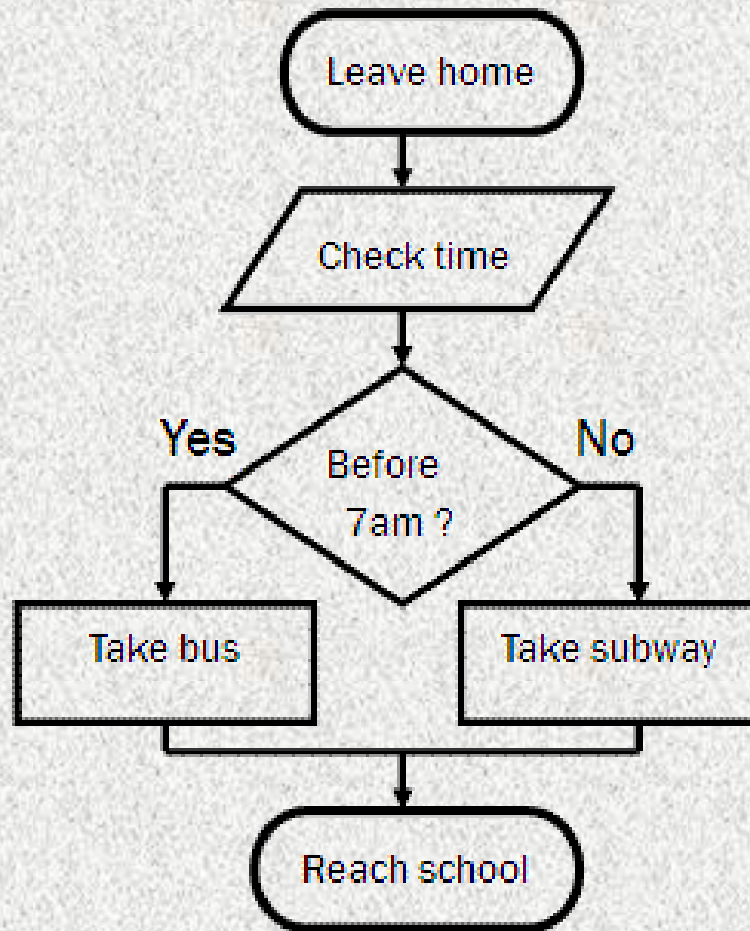 Leave home
Check time
Yes
No
Before
7am ?
Take bus
Take subway
Reach school